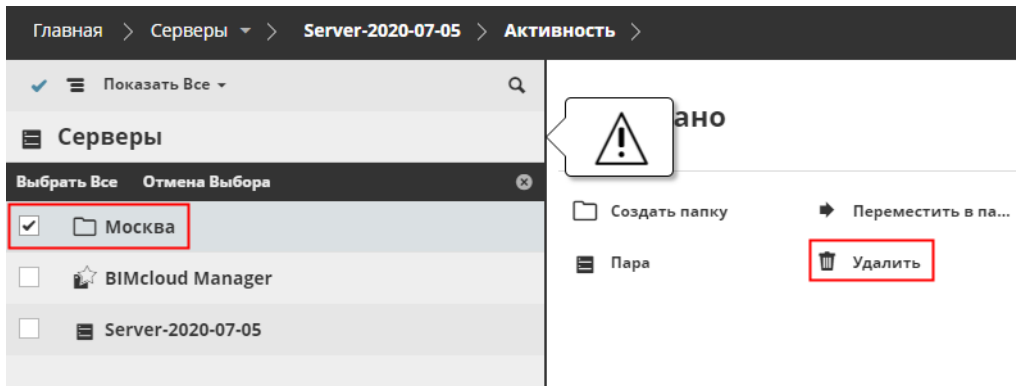 Главная > Серверы > Server-2020-07-05 > Активность >
Показать Все
Серверы
Выбрать Все Отмена Выбора
Москва
BIMcloud Manager
Server-2020-07-05
ано
Создать папку Переместить в па...
Пара Удалить